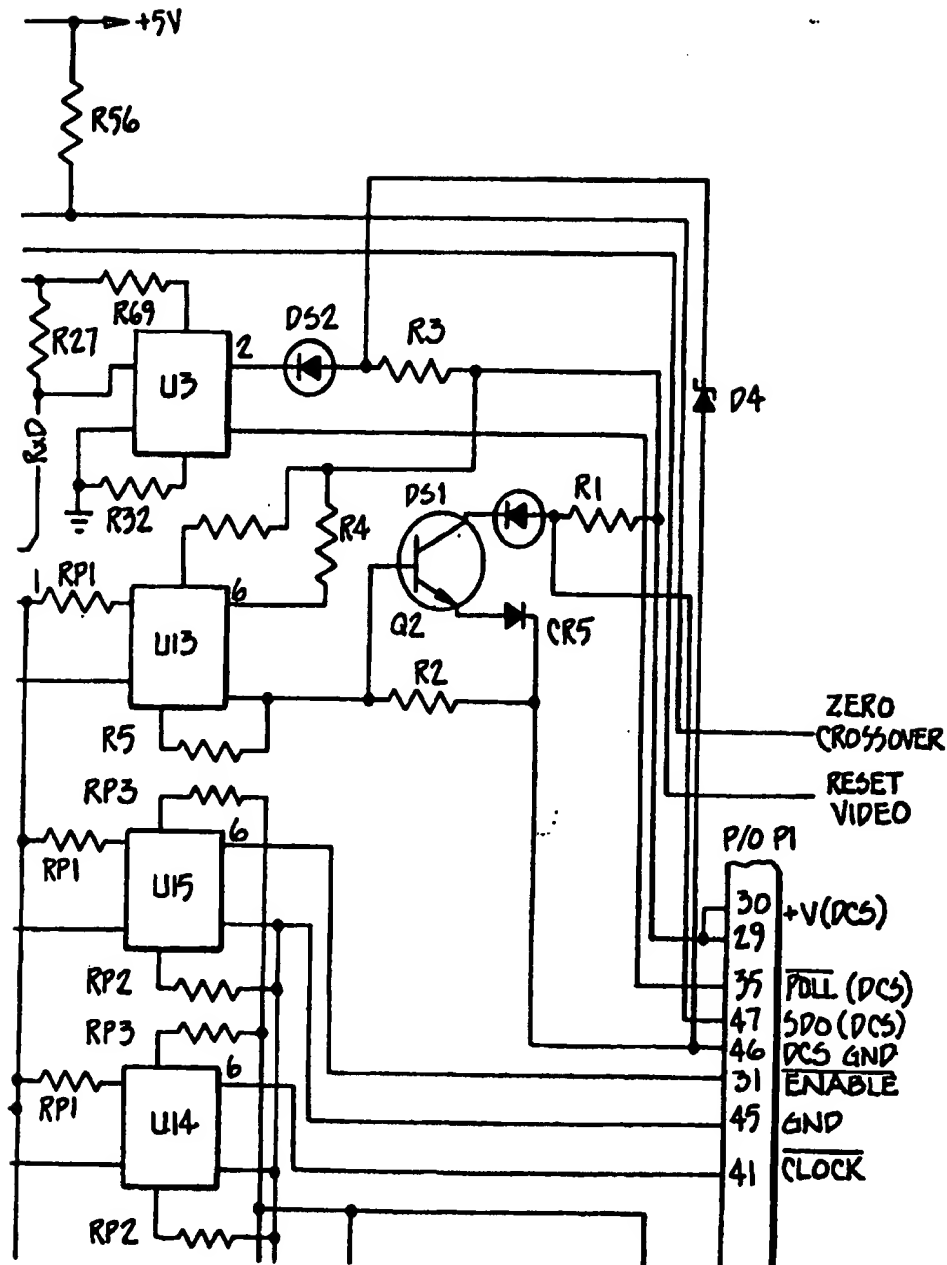 +5V
R56
R69
DS2
R3
R27
2
U3
D4
RxD
R32
DS1
R1
R4
RP1
6
U13
Q2
CR5
R2
R5
ZERO
CROSSOVER
RP3
RESET
VIDEO
6
P/O P1
RP1
U15
30
+V(DCS)
29
RP2
35 POLL (DCS)
RP3
47 SDO (DCS)
46 DCS GND
6
31 ENABLE
RP1
U14
45 GND
41 CLOCK
RP2